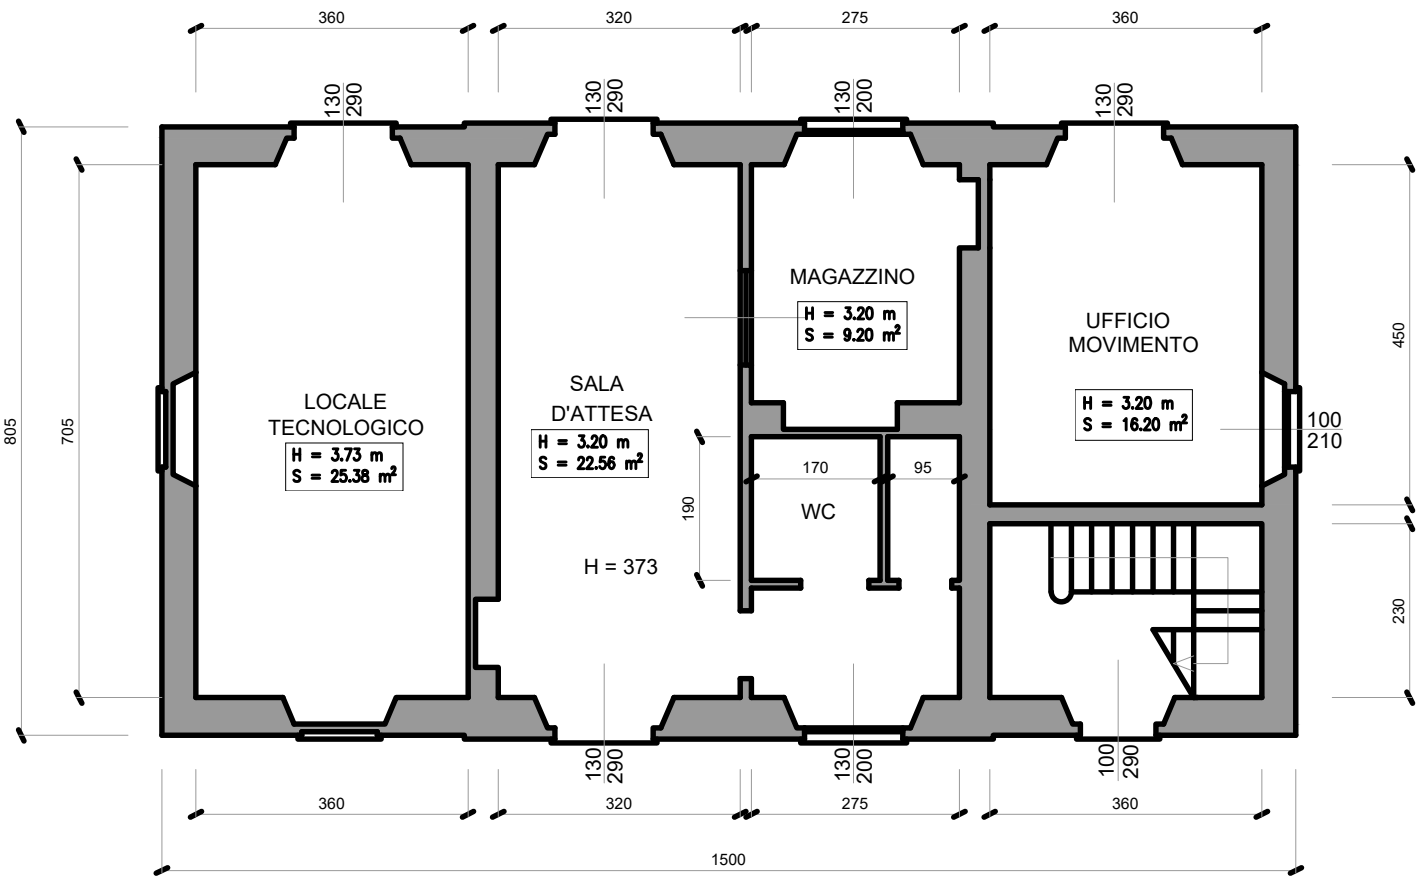 360
320
275
360
130
290
130
290
130
200
130
290
805
705
LOCALE
TECNOLOGICO
H = 3.73 m
S = 25.38 m²
SALA
D'ATTESA
H = 3.20 m
S = 22.56 m²
H = 373
MAGAZZINO
H = 3.20 m
S = 9.20 m²
UFFICIO
MOVIMENTO
H = 3.20 m
S = 16.20 m²
100
210
450
170
95
190
WC
230
130
290
130
200
100
290
360
320
275
360
1500